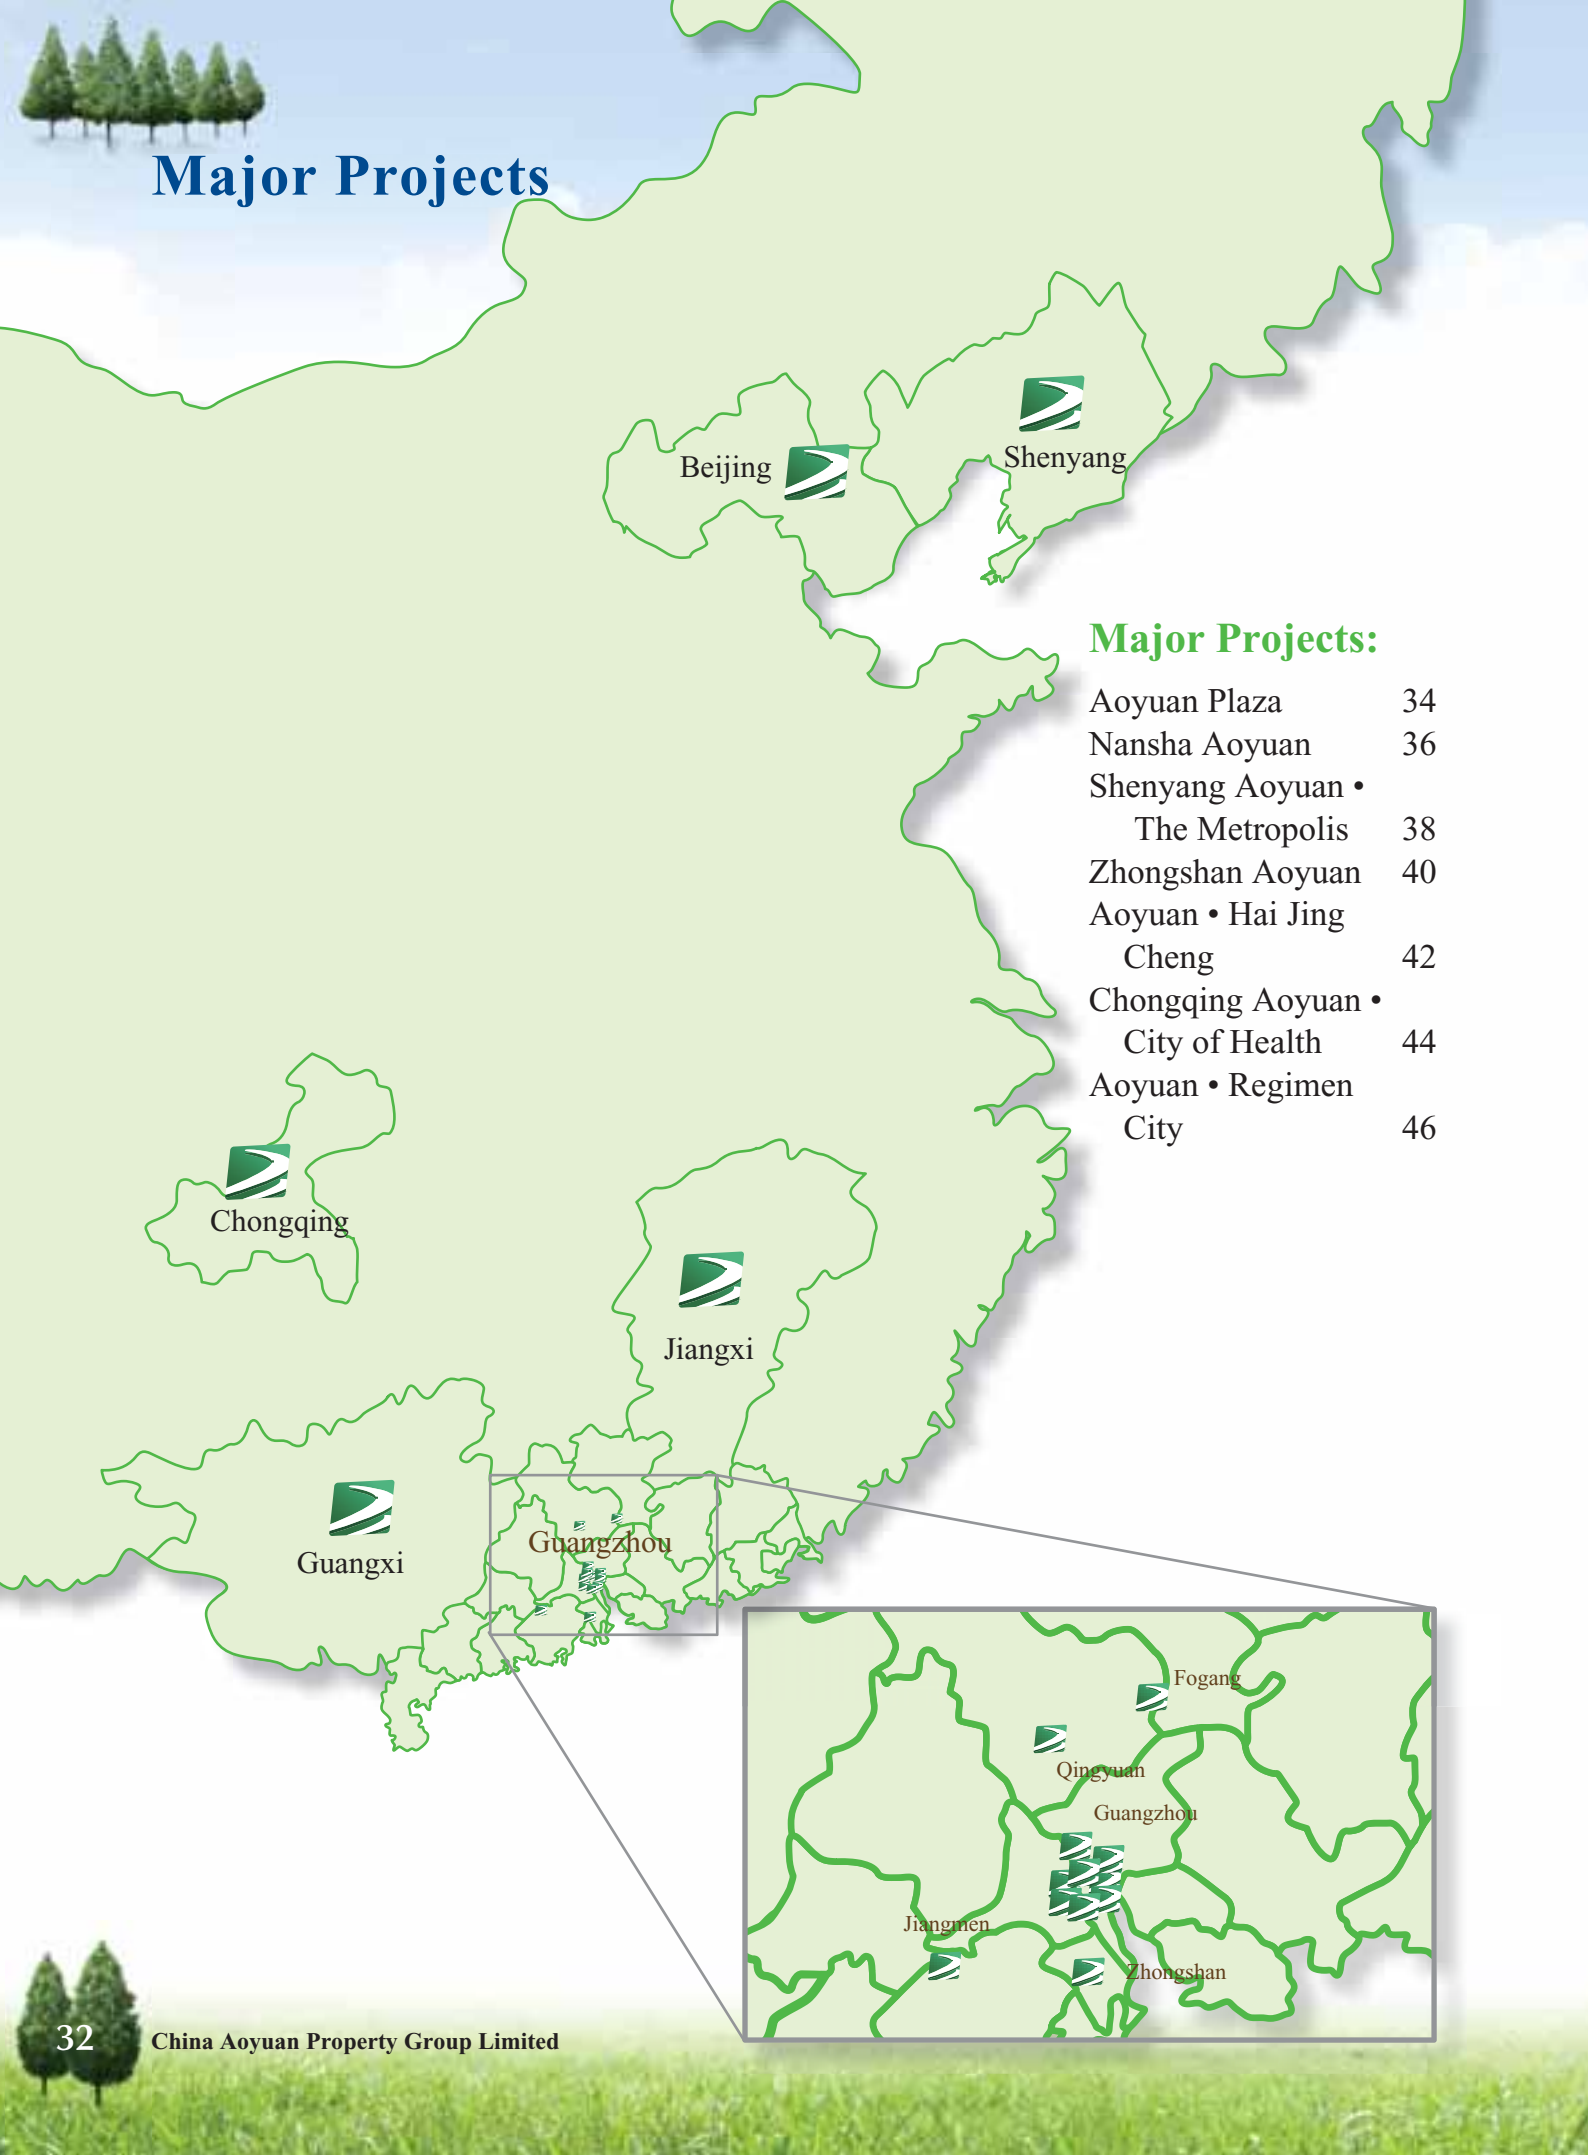 Major Projects
Beijing
Shenyang
Major Projects:
Aoyuan Plaza 34
Nansha Aoyuan 36
Shenyang Aoyuan •
The Metropolis 38
Zhongshan Aoyuan 40
Aoyuan • Hai Jing
Cheng 42
Chongqing Aoyuan •
City of Health 44
Aoyuan • Regimen
City 46
Chongqing
Jiangxi
Guangxi
Guangzhou
Fogang
Qingyuan
Guangzhou
Jiangmen
Zhongshan
32 China Aoyuan Property Group Limited